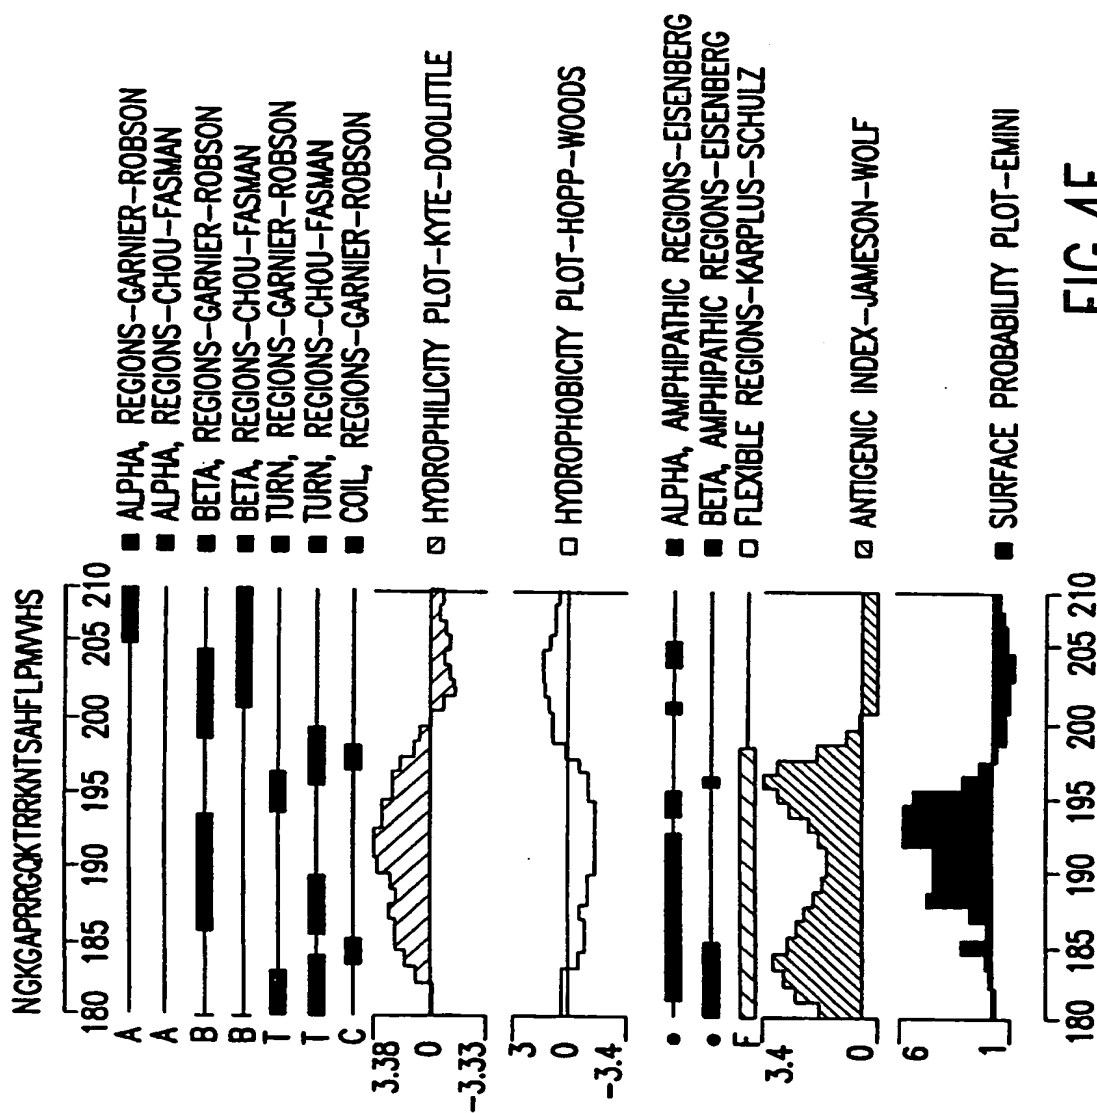 NGKGAPRRGQKTRRKNTSAHFLPMVVHS
180 185 190 195 200 205 210
A ALPHA, REGIONS-GARNIER-ROBSON
A ALPHA, REGIONS-CHOU-FASMAN
B BETA, REGIONS-GARNIER-ROBSON
B BETA, REGIONS-CHOU-FASMAN
T TURN, REGIONS-GARNIER-ROBSON
T TURN, REGIONS-CHOU-FASMAN
C COIL, REGIONS-GARNIER-ROBSON
3.38
0 HYDROPHILICITY PLOT-KYTE-DOOLITTLE
-3.33
3
0 HYDROPHOBICITY PLOT-HOPP-WOODS
-3.4
ALPHA, AMPHIPATHIC REGIONS-EISENBERG
BETA, AMPHIPATHIC REGIONS-EISENBERG
F FLEXIBLE REGIONS-KARPLUS-SCHULZ
3.4
0 ANTIGENIC INDEX-JAMESON-WOLF
6
1 SURFACE PROBABILITY PLOT-EMINI
180 185 190 195 200 205 210
FIG.